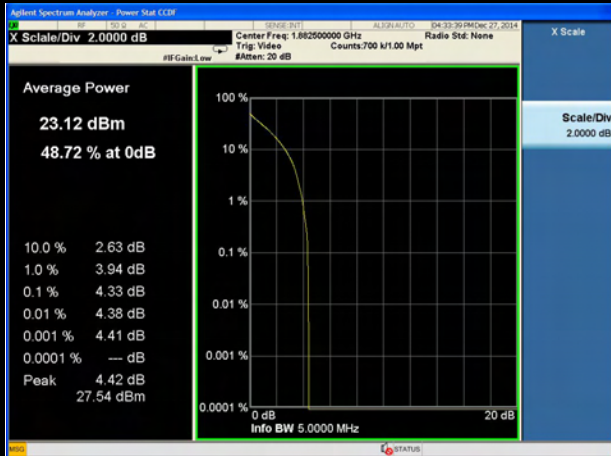 Agilent Spectrum Analyzer - Power Stat CCDF
RF 50 Ω AC SENSE:INT ALIGN AUTO 04:33:39 PM Dec 27, 2014
X Sclale/Div 2.0000 dB
Center Freq: 1.882500000 GHz
Radio Std: None
Trig: Video Counts:700 k/1.00 Mpt
#IFGain:Low
#Atten: 20 dB
X Scale
Scale/Div
2.0000 dB
Average Power
23.12 dBm
48.72 % at 0dB
10.0 % 2.63 dB
1.0 % 3.94 dB
0.1 % 4.33 dB
0.01 % 4.38 dB
0.001 % 4.41 dB
0.0001 % --- dB
Peak 4.42 dB
27.54 dBm
100 %
10 %
1 %
0.1 %
0.01 %
0.001 %
0.0001 %
0 dB
20 dB
Info BW 5.0000 MHz
MSG
STATUS